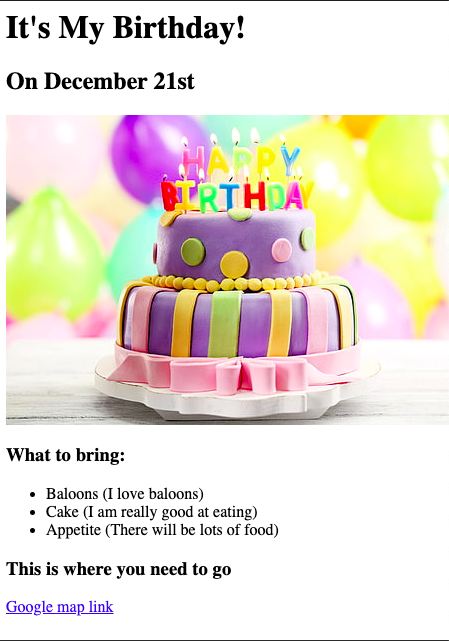 It's My Birthday!
On December 21st
HAPPY
BIRTHDAY
What to bring:
Baloons (I love baloons)
Cake (I am really good at eating)
Appetite (There will be lots of food)
This is where you need to go
Google map link